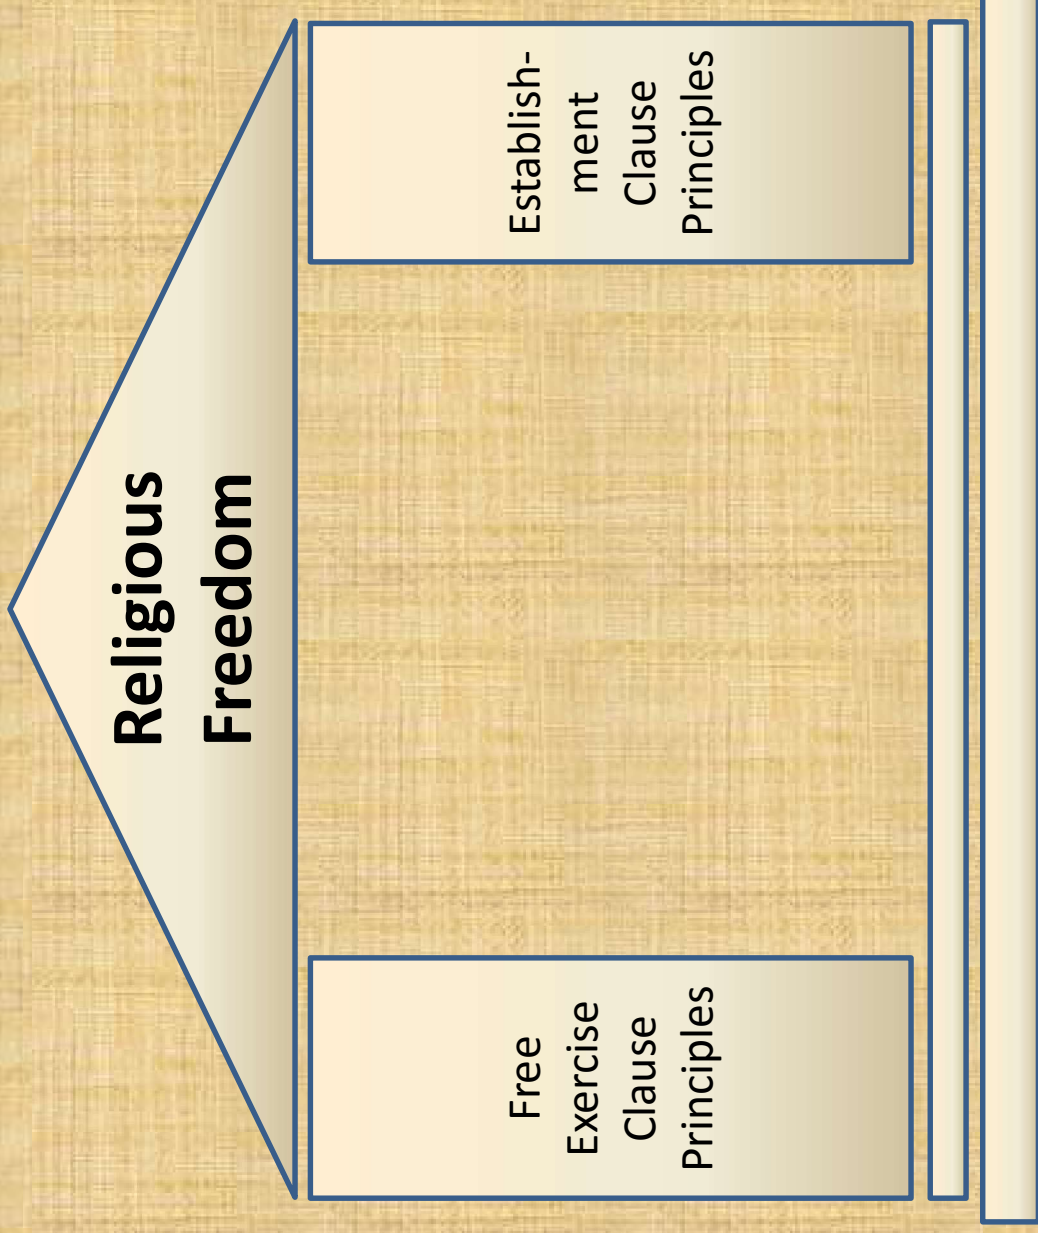 Religious
Freedom
Free
Exercise
Clause
Principles
Establish-
ment
Clause
Principles